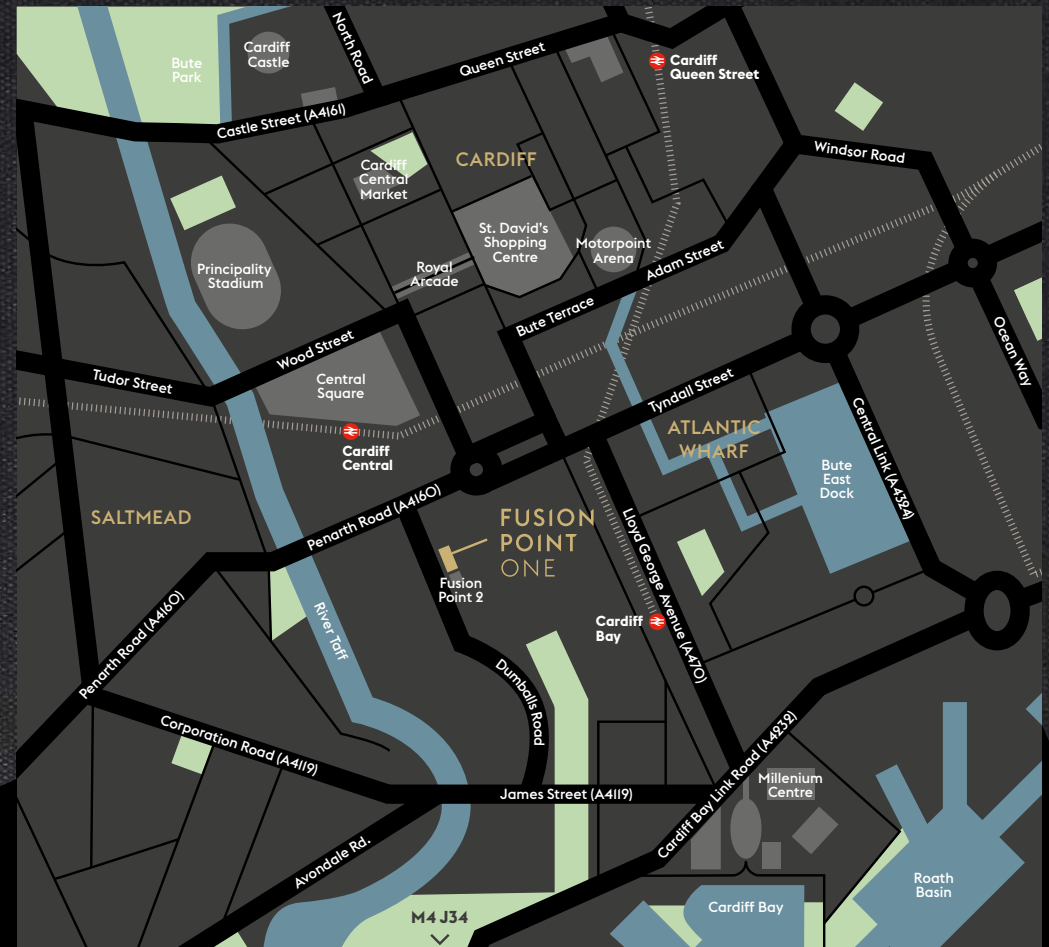 North Road
Cardiff
Castle
Bute
Park
Queen Street
Cardiff
Queen Street
Castle Street (A4161)
Windsor Road
CARDIFF
Cardiff
Central
Market
St. David's
Shopping
Centre
Motorpoint
Arena
Adam Street
Principality
Stadium
Royal
Arcade
Bute Terrace
Ocean Way
Wood Street
Tudor Street
Central
Square
Tyndall Street
Cardiff
Central
ATLANTIC
WHARF
Central Link (A4324)
Bute
East
Dock
SALTMEAD
Penarth Road (A4160)
FUSION
POINT
ONE
Lloyd George Avenue (A470)
Fusion
Point 2
River Taff
Cardiff
Bay
Penarth Road (A4160)
Dumballs Road
Corporation Road (A4119)
Cardiff Bay Link Road (A4232)
James Street (A4119)
Millenium
Centre
Avondale Rd.
Roath
Basin
Cardiff Bay
M4 J34